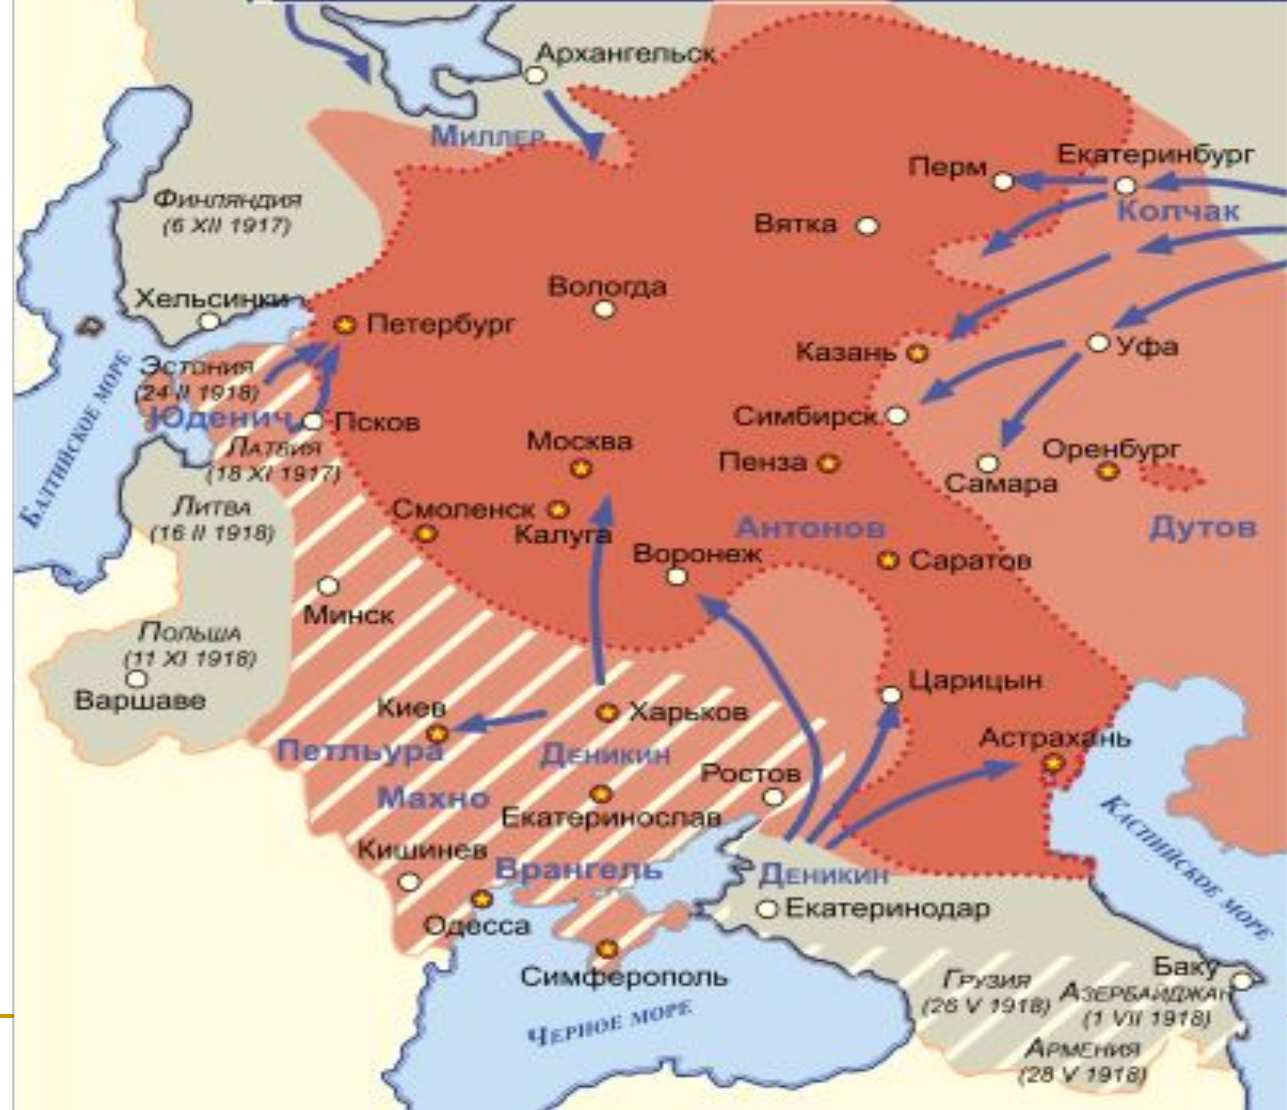 Архангельск
Миллер
Екатеринбург
Перм
Колчак
Финляндия
(6 XII 1917)
Вятка
Хельсинки
Вологда
Петербург
Казань
Уфа
Эстония
(24 II 1918)
Юденич
Псков
Симбирск
Балтийское море
Латвия
(18 XI 1917)
Москва
Пенза
Оренбург
Самара
Литва
(16 II 1918)
Смоленск
Калуга
Антонов
Дутов
Воронеж
Саратов
Минск
Польша
(11 XI 1918)
Варшаве
Царицын
Киев
Харьков
Петльура
Деникин
Астрахань
Ростов
Махно
Екатеринослав
Каспийское море
Кишинев
Врангель
Деникин
Одесса
Екатеринодар
Симферополь
Баку
Грузия
(26 V 1918)
Азербайджан
(1 VII 1918)
Черное море
Армения
(28 V 1918)